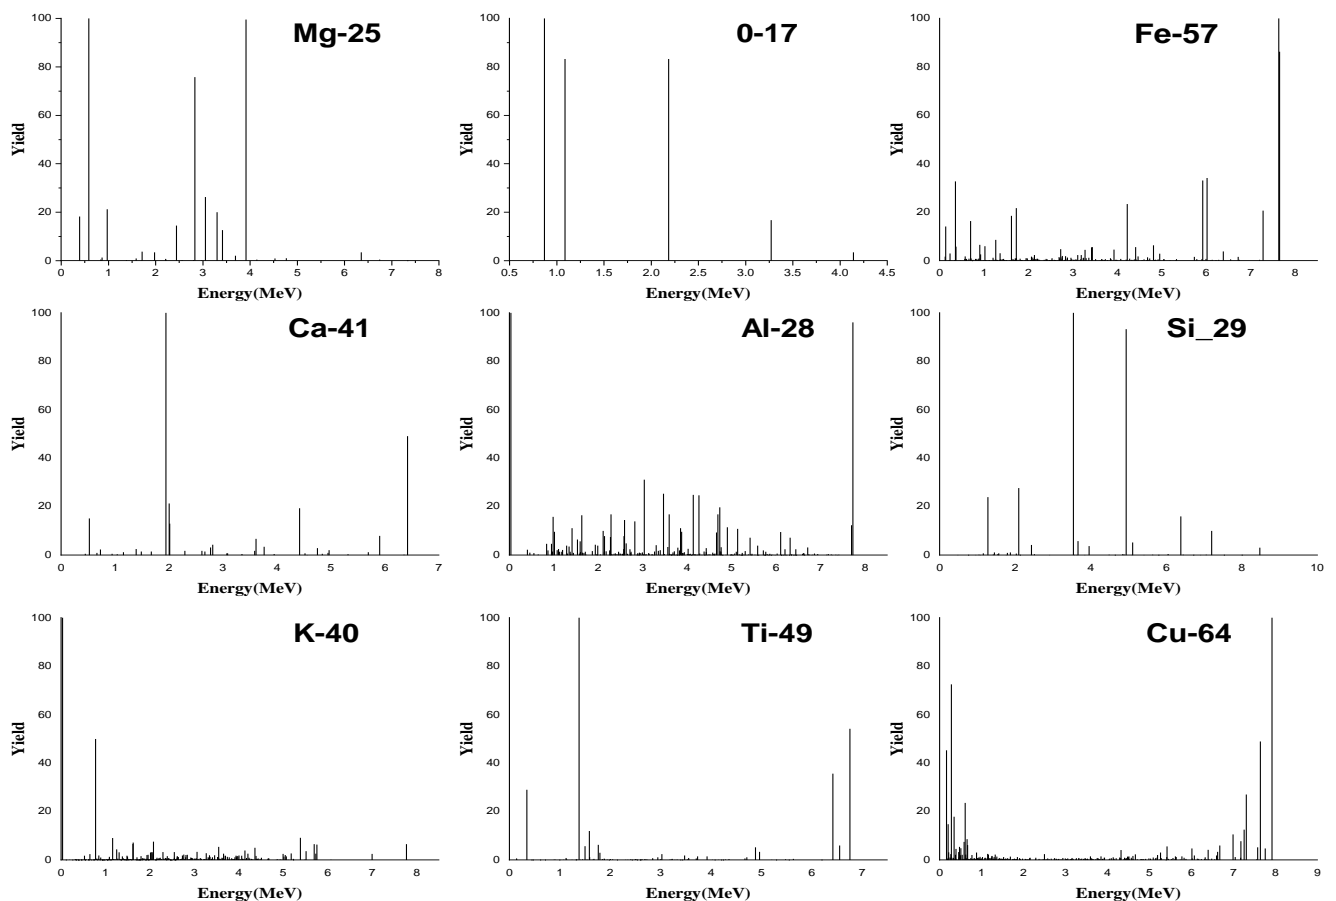 Mg-25
100
80
60
40
20
0
Yield
0 1 2 3 4 5 6 7 8
Energy(MeV)
0-17
100
80
60
40
20
0
Yield
0.5 1.0 1.5 2.0 2.5 3.0 3.5 4.0 4.5
Energy(MeV)
Fe-57
100
80
60
40
20
0
Yield
0 1 2 3 4 5 6 7 8
Energy(MeV)
Ca-41
100
80
60
40
20
0
Yield
0 1 2 3 4 5 6 7
Energy(MeV)
Al-28
100
80
60
40
20
0
Yield
0 1 2 3 4 5 6 7 8
Energy(MeV)
Si_29
100
80
60
40
20
0
Yield
0 2 4 6 8 10
Energy(MeV)
K-40
100
80
60
40
20
0
Yield
0 1 2 3 4 5 6 7 8
Energy(MeV)
Ti-49
100
80
60
40
20
0
Yield
0 1 2 3 4 5 6 7
Energy(MeV)
Cu-64
100
80
60
40
20
0
Yield
0 1 2 3 4 5 6 7 8 9
Energy(MeV)